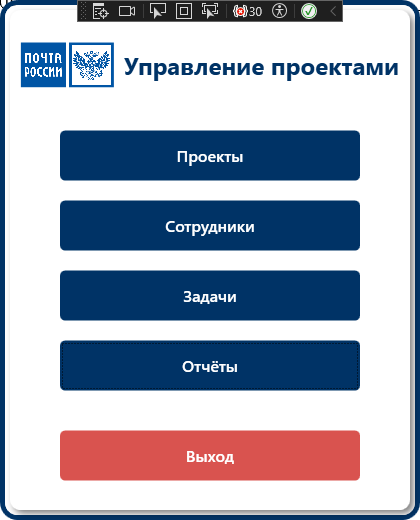 30
ПОЧТА
РОССИИ
Управление проектами
Проекты
Сотрудники
Задачи
Отчёты
Выход